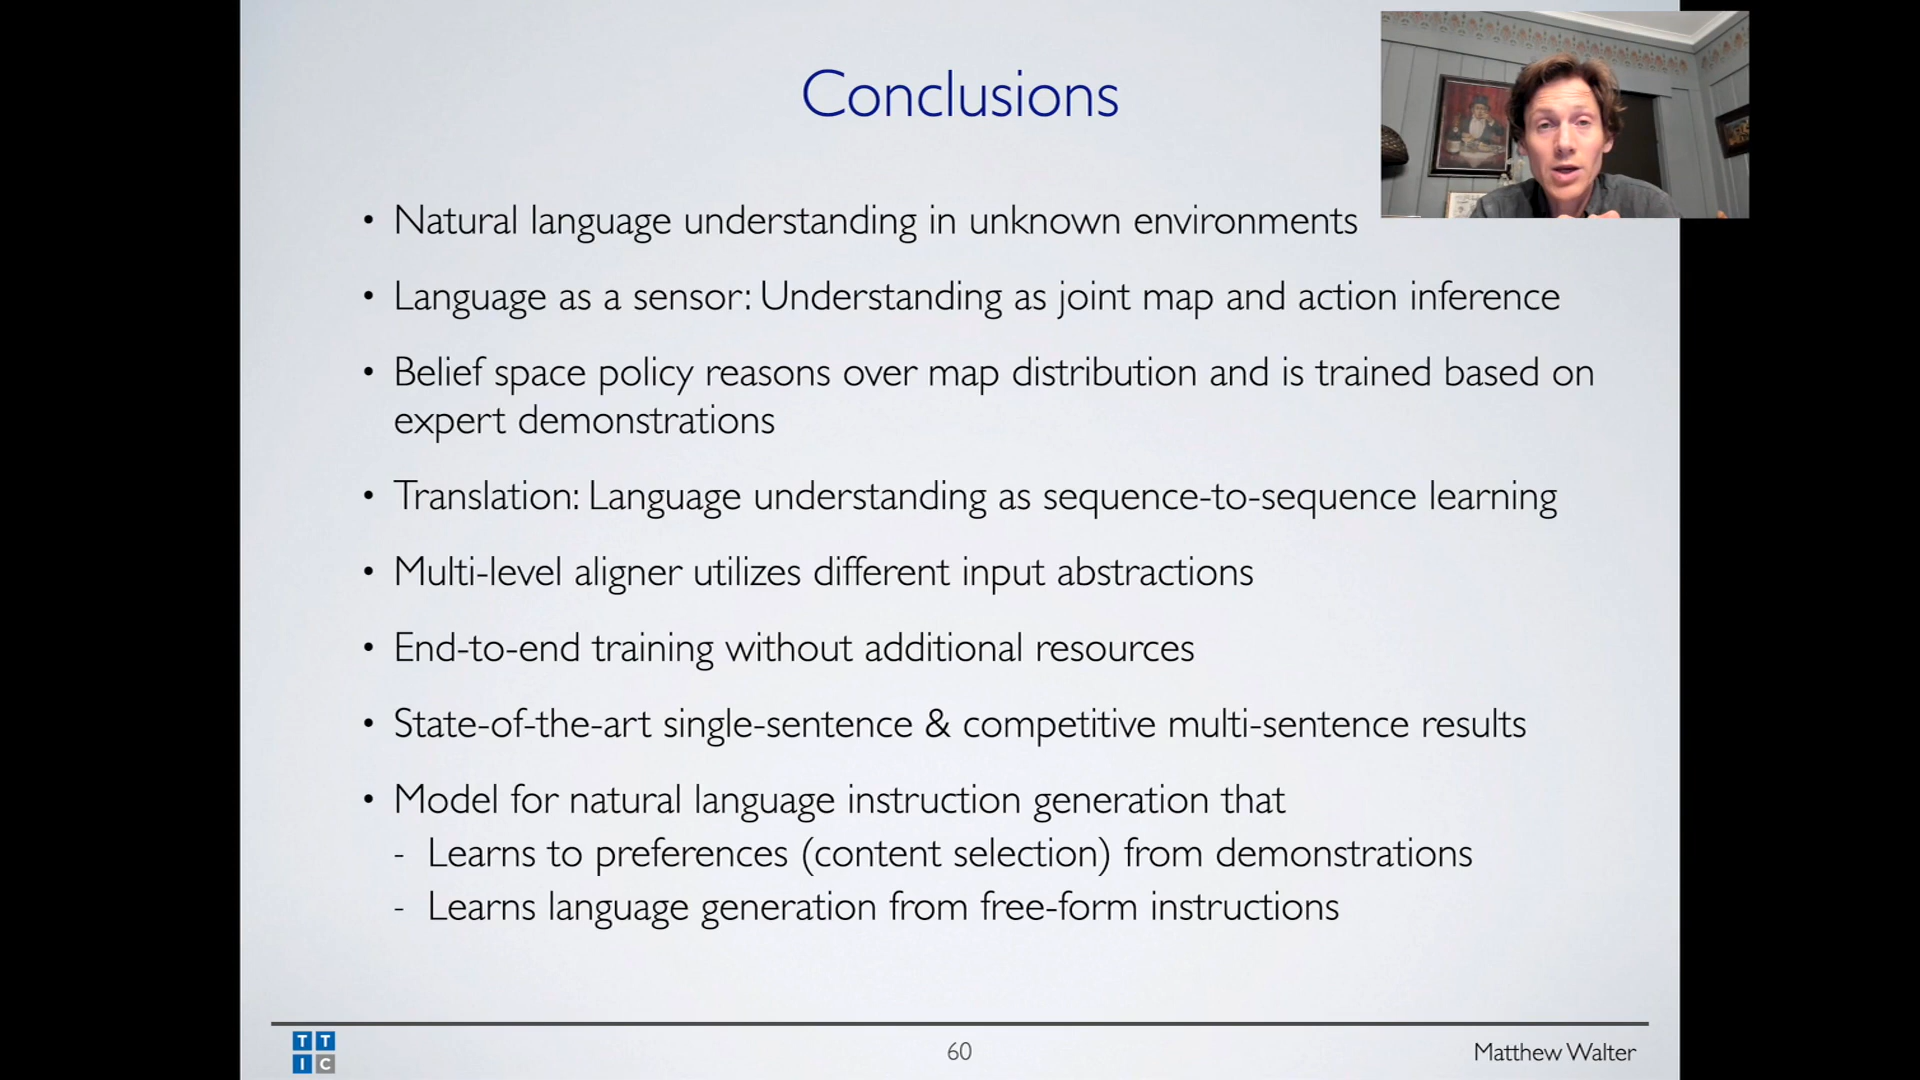 Conclusions
• Natural language understanding in unknown environments
• Language as a sensor: Understanding as joint map and action inference
• Belief space policy reasons over map distribution and is trained based on
expert demonstrations
• Translation: Language understanding as sequence-to-sequence learning
• Multi-level aligner utilizes different input abstractions
• End-to-end training without additional resources
• State-of-the-art single-sentence & competitive multi-sentence results
• Model for natural language instruction generation that
- Learns to preferences (content selection) from demonstrations
- Learns language generation from free-form instructions
T T
I C
60
Matthew Walter